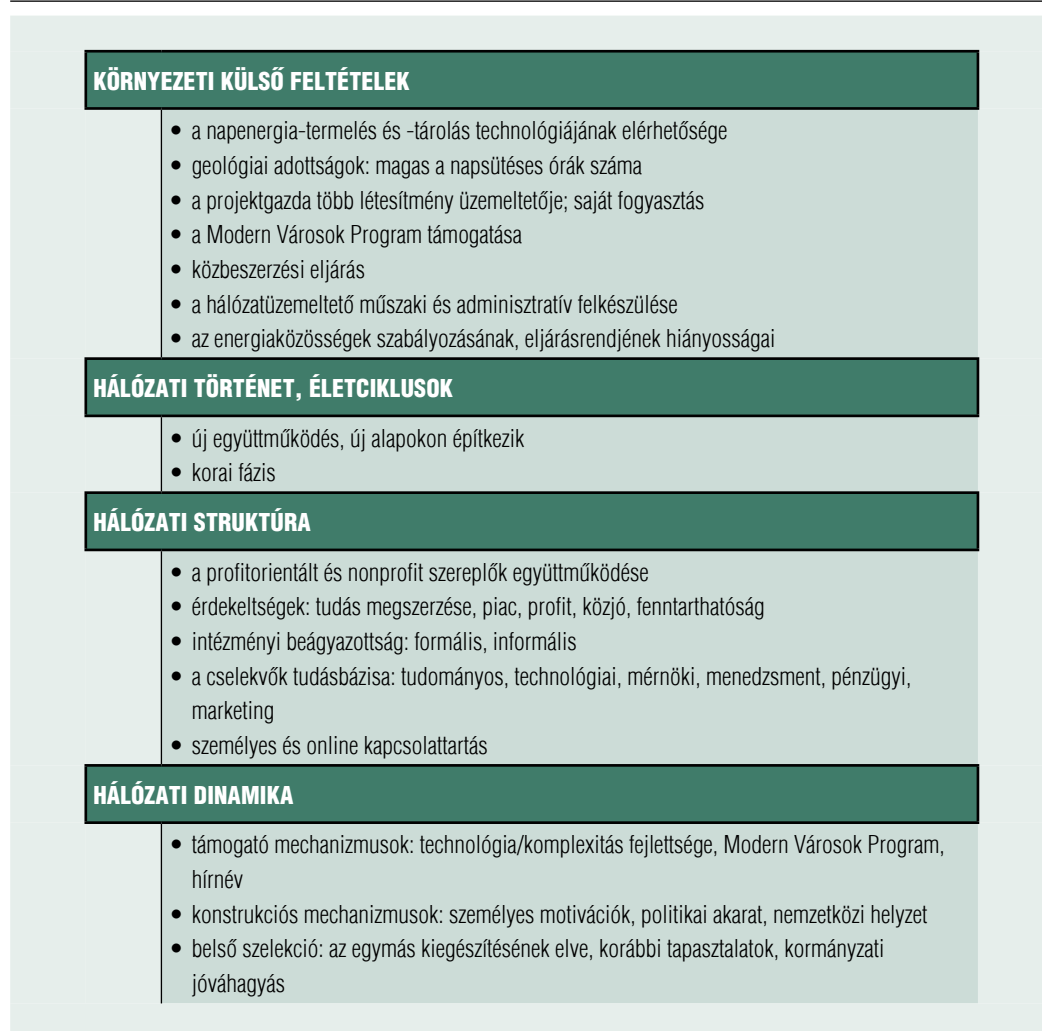 KÖRNYEZETI KÜLSŐ FELTÉTELEK
• a napenergia-termelés és -tárolás technológiájának elérhetősége
• geológiai adottságok: magas a napsütéses órák száma
• a projektgazda több létesítmény üzemeltetője; saját fogyasztás
• a Modern Városok Program támogatása
• közbeszerzési eljárás
• a hálózatüzemeltető műszaki és adminisztratív felkészülése
• az energiaközösségek szabályozásának, eljárásrendjének hiányosságai
HÁLÓZATI TÖRTÉNET, ÉLETCIKLUSOK
• új együttműködés, új alapokon építkezik
• korai fázis
HÁLÓZATI STRUKTÚRA
• a profitorientált és nonprofit szereplők együttműködése
• érdekeltségek: tudás megszerzése, piac, profit, közjó, fenntarthatóság
• intézményi beágyazottság: formális, informális
• a cselekvők tudásbázisa: tudományos, technológiai, mérnöki, menedzsment, pénzügyi,
marketing
• személyes és online kapcsolattartás
HÁLÓZATI DINAMIKA
• támogató mechanizmusok: technológia/komplexitás fejlettsége, Modern Városok Program,
hírnév
• konstrukciós mechanizmusok: személyes motivációk, politikai akarat, nemzetközi helyzet
• belső szelekció: az egymás kiegészítésének elve, korábbi tapasztalatok, kormányzati
jóváhagyás